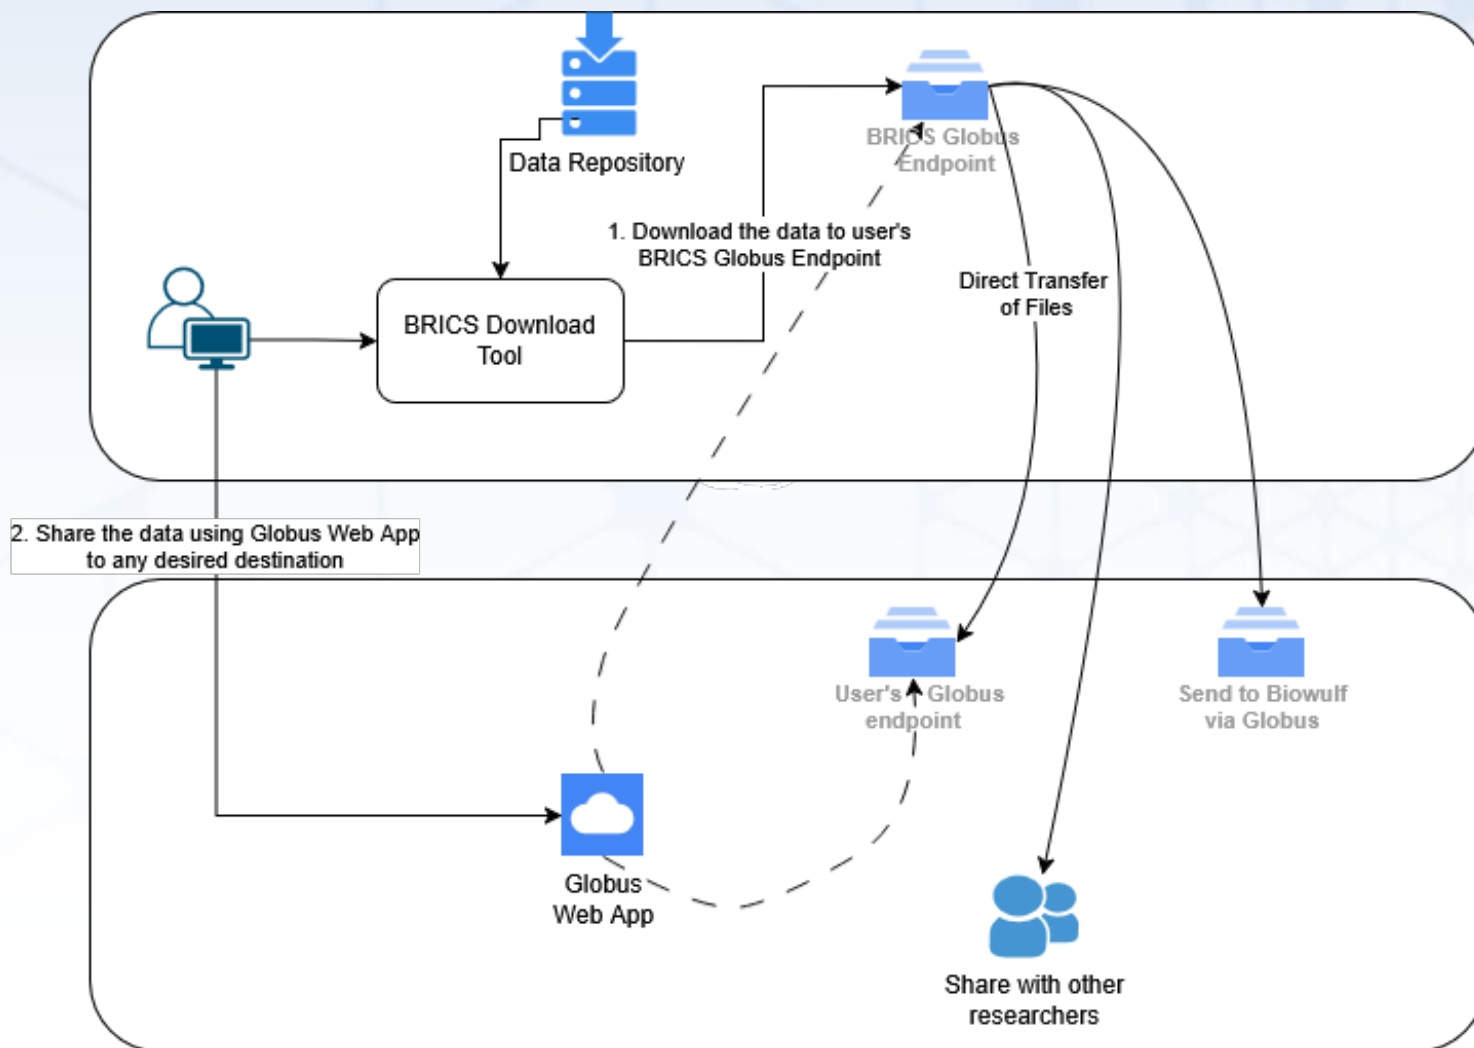 Data Repository
BRICS Globus
Endpoint
1. Download the data to user's
BRICS Globus Endpoint
Direct Transfer
of Files
BRICS Download
Tool
2. Share the data using Globus Web App
to any desired destination
User's Globus
endpoint
Send to Biowulf
via Globus
Globus
Web App
Share with other
researchers